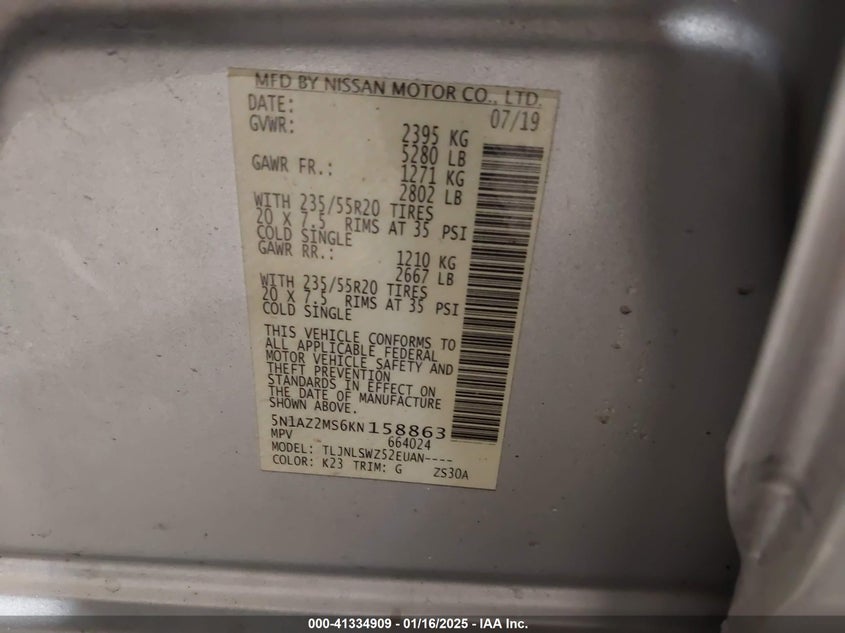 MFD BY NISSAN MOTOR CO., LTD.
DATE: 07/19
GVWR: 2395 KG
5280 LB
GAWR FR.: 1271 KG
2802 LB
WITH 235/55R20 TIRES
20 X 7.5 RIMS AT 35 PSI
COLD SINGLE
GAWR RR.: 1210 KG
2667 LB
WITH 235/55R20 TIRES
20 X 7.5 RIMS AT 35 PSI
COLD SINGLE
THIS VEHICLE CONFORMS TO
ALL APPLICABLE FEDERAL
MOTOR VEHICLE SAFETY AND
THEFT PREVENTION
STANDARDS IN EFFECT ON
THE DATE OF MANUFACTURE
SHOWN ABOVE.
5N1AZ2MS6KN158863
MPV 664024
MODEL: TLJNLSWZ52EUAN----
COLOR: K23 TRIM: G ZS30A
000-41334909 - 01/16/2025 - IAA Inc.